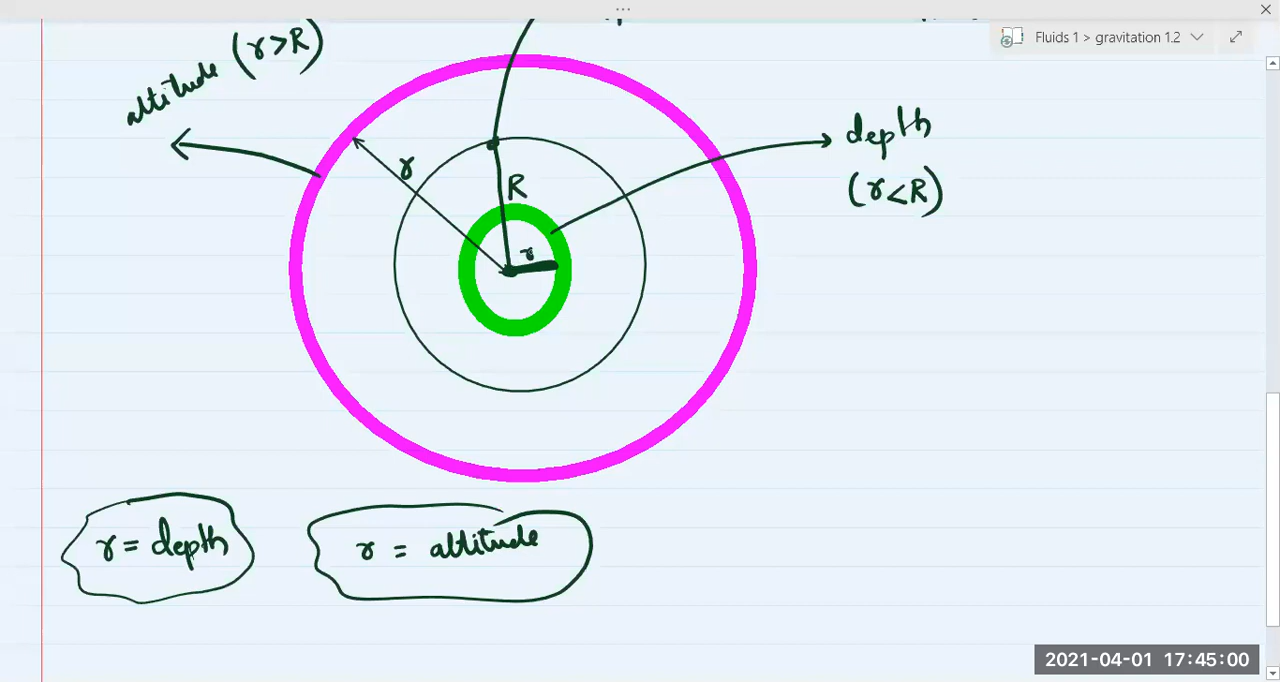 Fluids 1 > gravitation 1.2
altitude (r>R)
depth
(r<R)
r
R
r
r = depth
r = altitude
2021-04-01 17:45:00